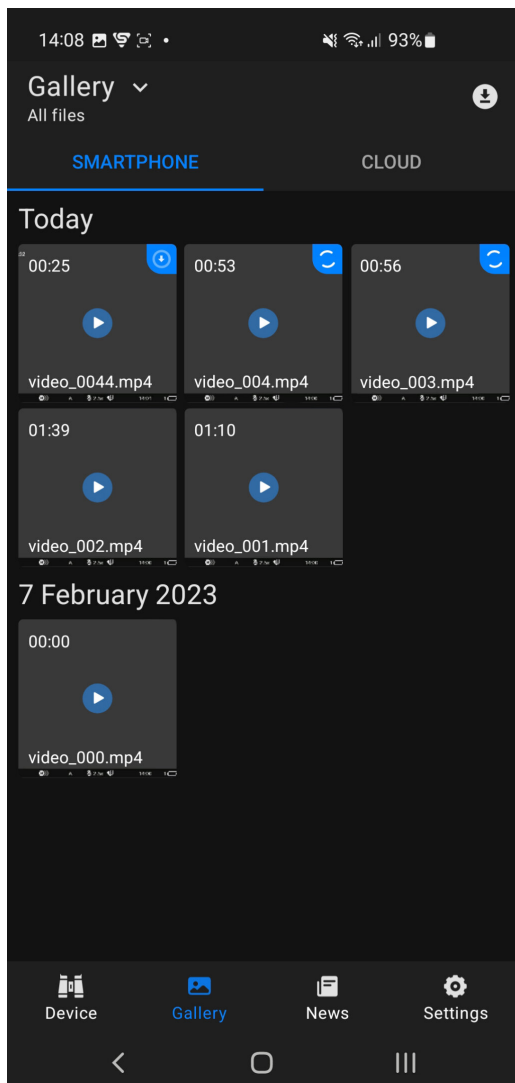 14:08 93%
Gallery
All files
SMARTPHONE CLOUD
Today
00:25 00:53 00:56
video_0044.mp4 video_004.mp4 video_003.mp4
01:39 01:10
video_002.mp4 video_001.mp4
7 February 2023
00:00
video_000.mp4
Device Gallery News Settings